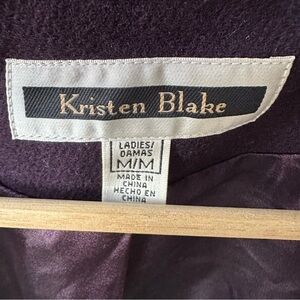 Kristen Blake
LADIES/
DAMAS
M/M
MADE IN
CHINA
HECHO EN
CHINA